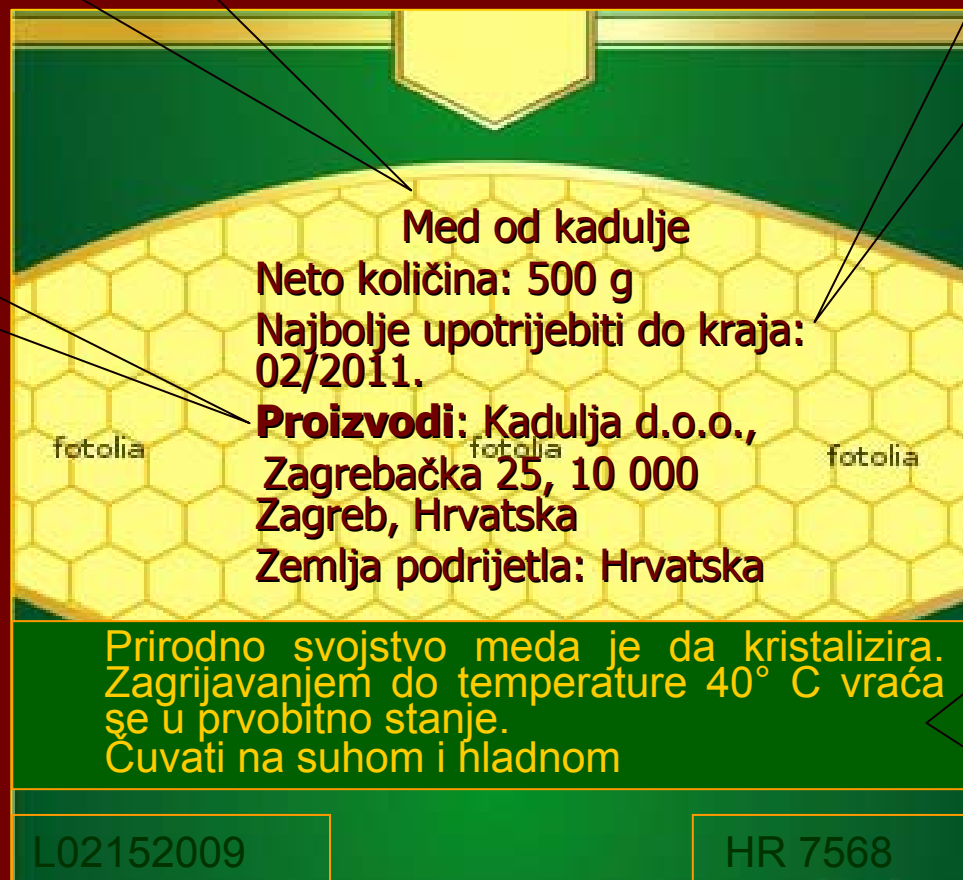 Med od kadulje
Neto količina: 500 g
Najbolje upotrijebiti do kraja:
02/2011.
Proizvodi: Kadulja d.o.o.,
fotolia fotolia fotolia
Zagrebačka 25, 10 000
Zagreb, Hrvatska
Zemlja podrijetla: Hrvatska
Prirodno svojstvo meda je da kristalizira.
Zagrijavanjem do temperature 40° C vraća
se u prvobitno stanje.
Čuvati na suhom i hladnom
L02152009 HR 7568